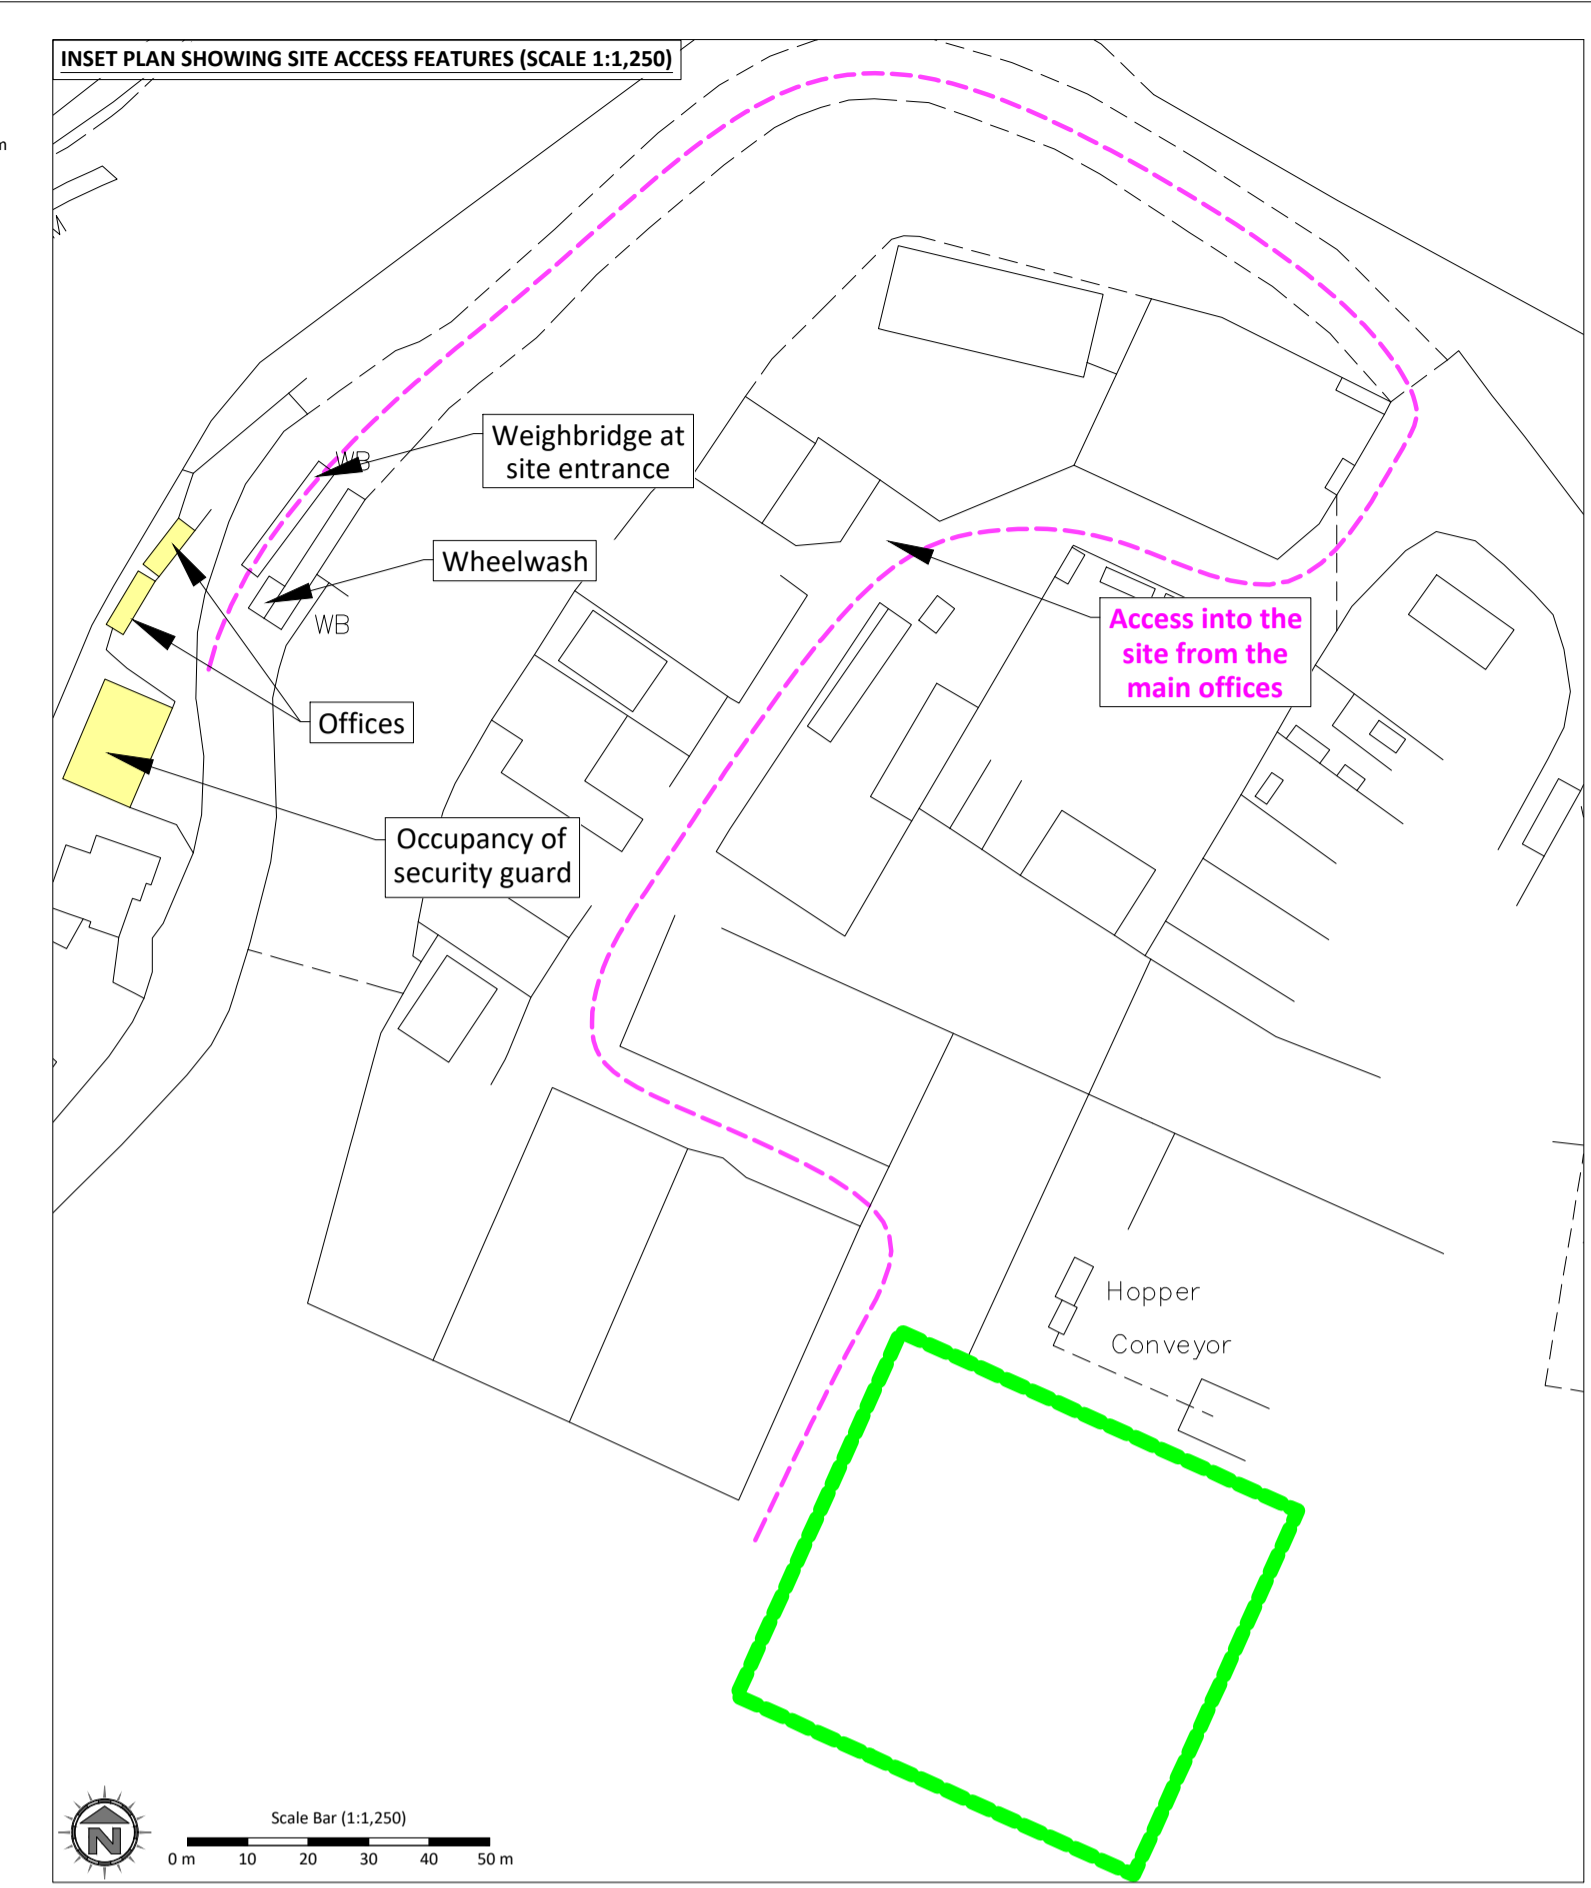 INSET PLAN SHOWING SITE ACCESS FEATURES (SCALE 1:1,250)
m
M
WB
Weighbridge at
site entrance
Wheelwash
WB
Access into the
site from the
main offices
Offices
Occupancy of
security guard
Hopper
Conveyor
N
Scale Bar (1:1,250)
0 m 10 20 30 40 50 m